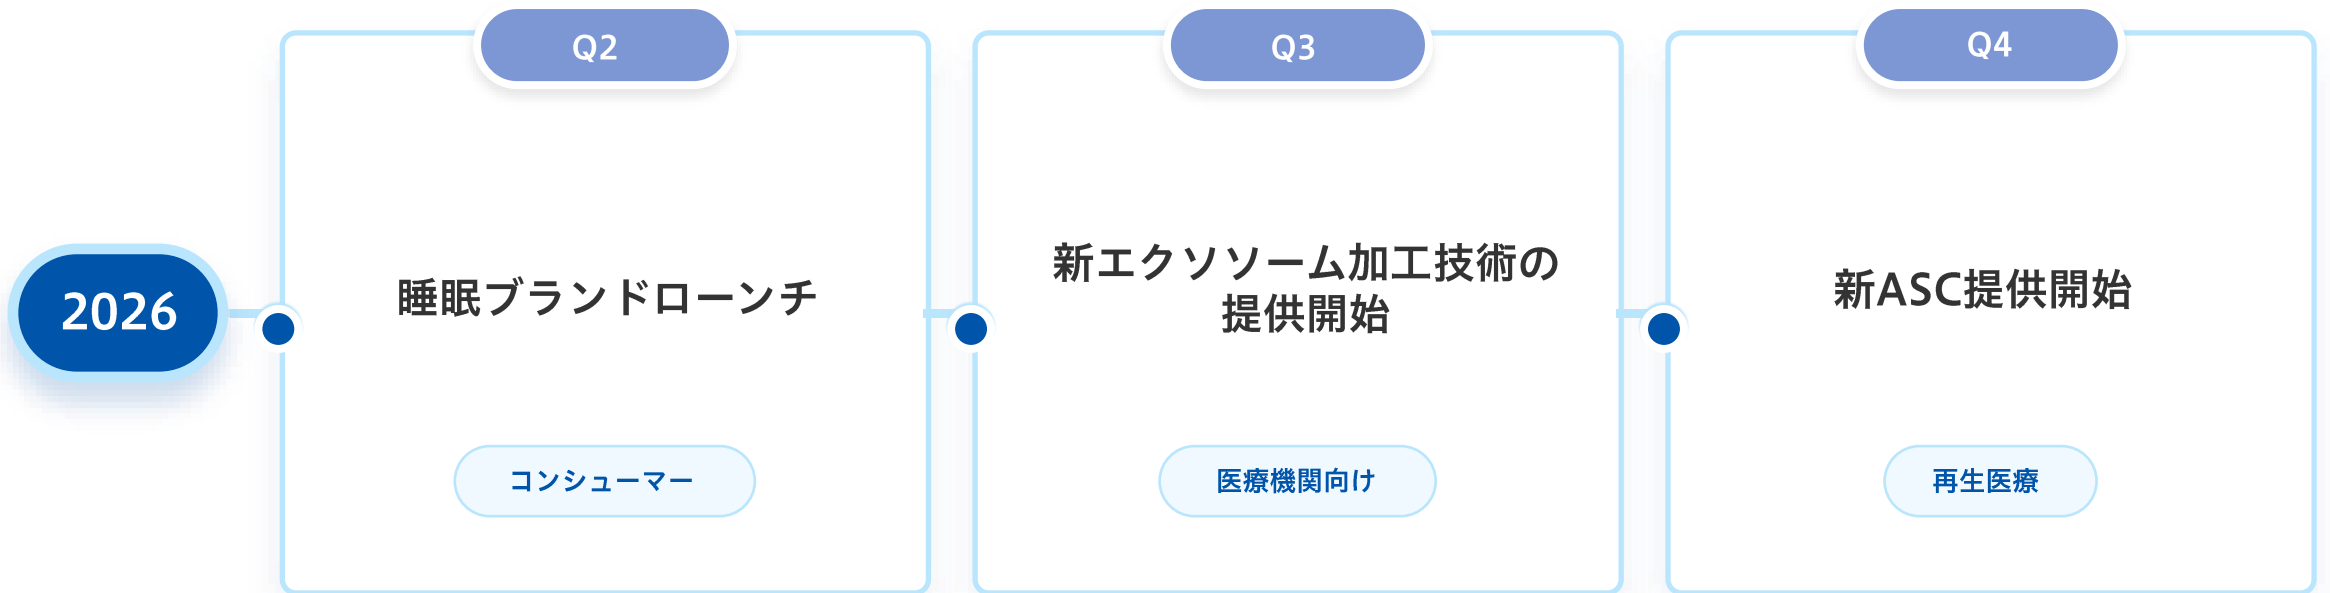 2026
Q2
睡眠ブランドローンチ
コンシューマー
Q3
新エクソソーム加工技術の
提供開始
医療機関向け
Q4
新ASC提供開始
再生医療